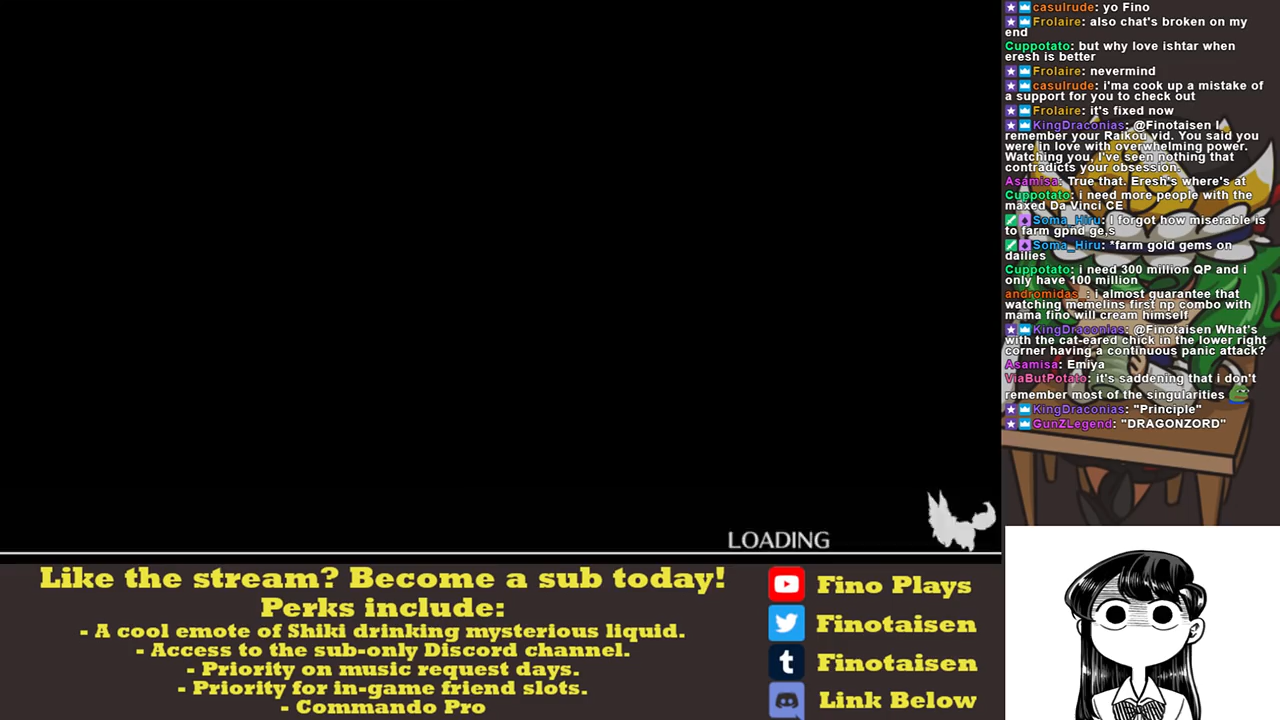 casulrude: yo Fino
Frolaire: also chat's broken on my
end
Cuppotato: but why love ishtar when
eresh is better
Frolaire: nevermind
casulrude: i'ma cook up a mistake of
a support for you to check out
Frolaire: it's fixed now
KingDraconias: @Finotaisen I
remember your Raikou vid. You said you
were in love with overwhelming power.
Watching you, I've seen nothing that
contradicts your obsession.
Asamisa: True that. Eresh's where's at
Cuppotato: i need more people with the
maxed Da Vinci CE
Soma_Hiru: I forgot how miserable is
to farm gpnd ge,s
Soma_Hiru: *farm gold gems on
dailies
Cuppotato: i need 300 million QP and i
only have 100 million
andromidas_: i almost guarantee that
watching memelins first np combo with
mama fino will cream himself
KingDraconias: @Finotaisen What's
with the cat-eared chick in the lower right
corner having a continuous panic attack?
Asamisa: Emiya
ViaButPotato: it's saddening that i don't
remember most of the singularities
KingDraconias: "Principle"
GunZLegend: "DRAGONZORD"
LOADING
Like the stream? Become a sub today!
Perks include:
- A cool emote of Shiki drinking mysterious liquid.
- Access to the sub-only Discord channel.
- Priority on music request days.
- Priority for in-game friend slots.
- Commando Pro
Fino Plays
Finotaisen
Finotaisen
Link Below